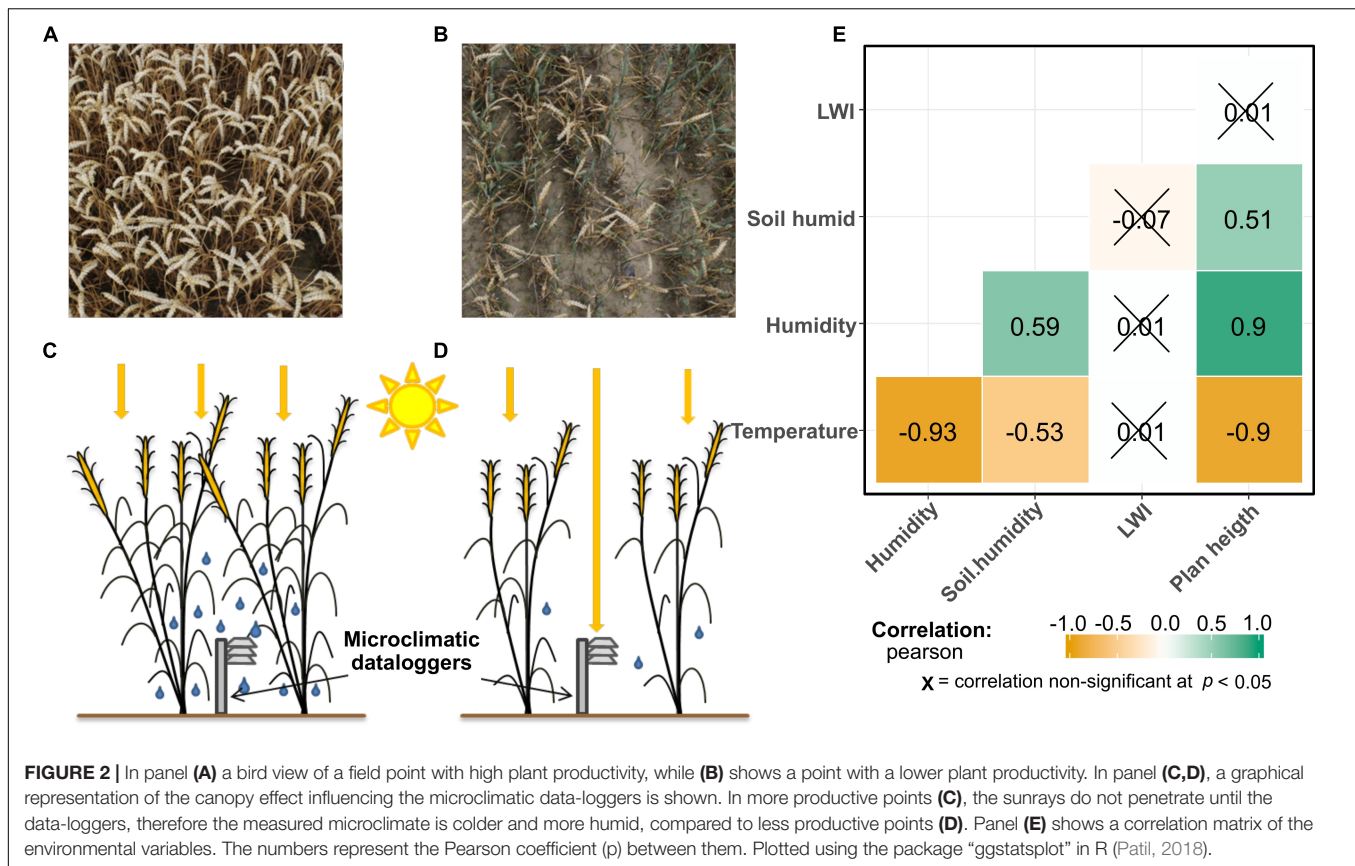 A
B
E
LWI
0.01
Soil humid
-0.07
0.51
Humidity
0.59
0.01
0.9
C
D
Temperature
-0.93
-0.53
0.01
-0.9
Humidity
Soil.humidity
LWI
Plan heigth
Microclimatic
dataloggers
Correlation:
pearson
-1.0 -0.5 0.0 0.5 1.0
X = correlation non-significant at p < 0.05
FIGURE 2 | In panel (A) a bird view of a field point with high plant productivity, while (B) shows a point with a lower plant productivity. In panel (C,D), a graphical
representation of the canopy effect influencing the microclimatic data-loggers is shown. In more productive points (C), the sunrays do not penetrate until the
data-loggers, therefore the measured microclimate is colder and more humid, compared to less productive points (D). Panel (E) shows a correlation matrix of the
environmental variables. The numbers represent the Pearson coefficient (p) between them. Plotted using the package “ggstatsplot” in R (Patil, 2018).